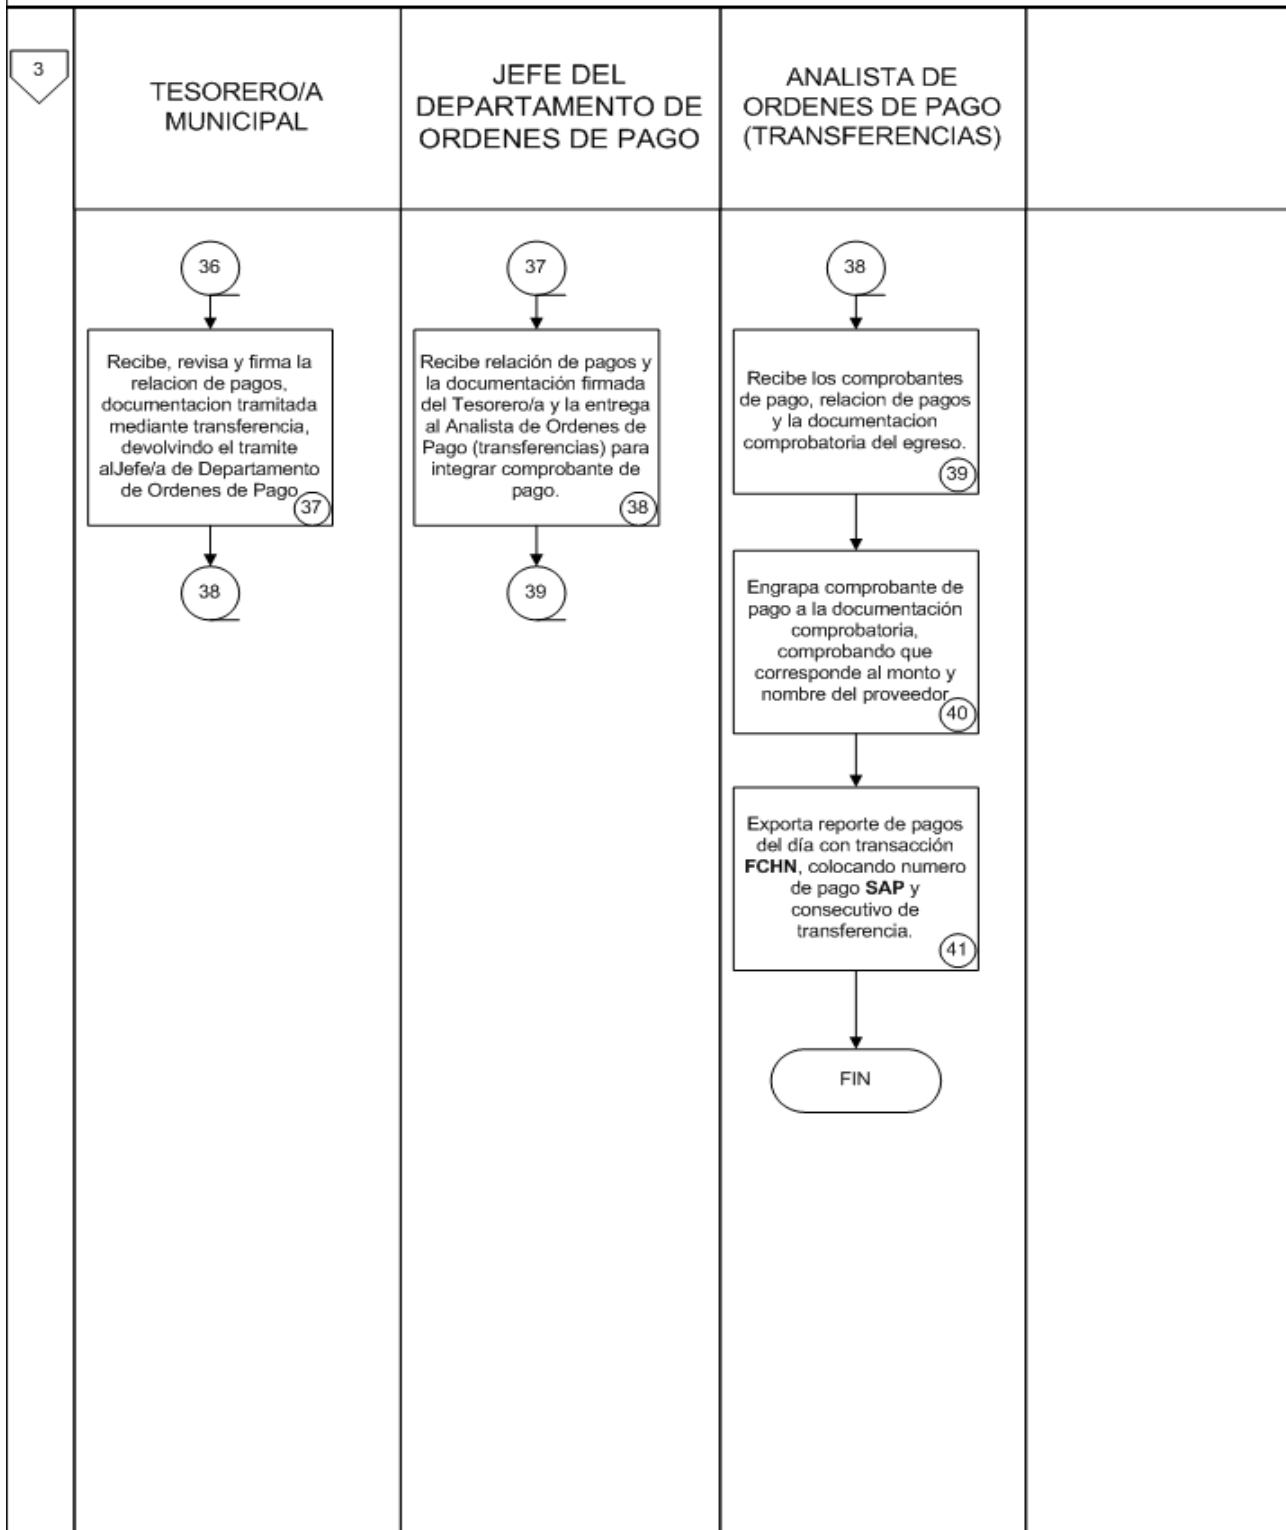 3
TESORERO/A
MUNICIPAL
JEFE DEL
DEPARTAMENTO DE
ORDENES DE PAGO
ANALISTA DE
ORDENES DE PAGO
(TRANSFERENCIAS)
36
Recibe, revisa y firma la
relacion de pagos,
documentacion tramitada
mediante transferencia,
devolvindo el tramite
alJefe/a de Departamento
de Ordenes de Pago
37
38
37
Recibe relación de pagos y
la documentación firmada
del Tesorero/a y la entrega
al Analista de Ordenes de
Pago (transferencias) para
integrar comprobante de
pago.
38
39
38
Recibe los comprobantes
de pago, relacion de pagos
y la documentacion
comprobatoria del egreso.
39
Engrapa comprobante de
pago a la documentación
comprobatoria,
comprobando que
corresponde al monto y
nombre del proveedor
40
Exporta reporte de pagos
del día con transacción
FCHN, colocando numero
de pago SAP y
consecutivo de
transferencia.
41
FIN